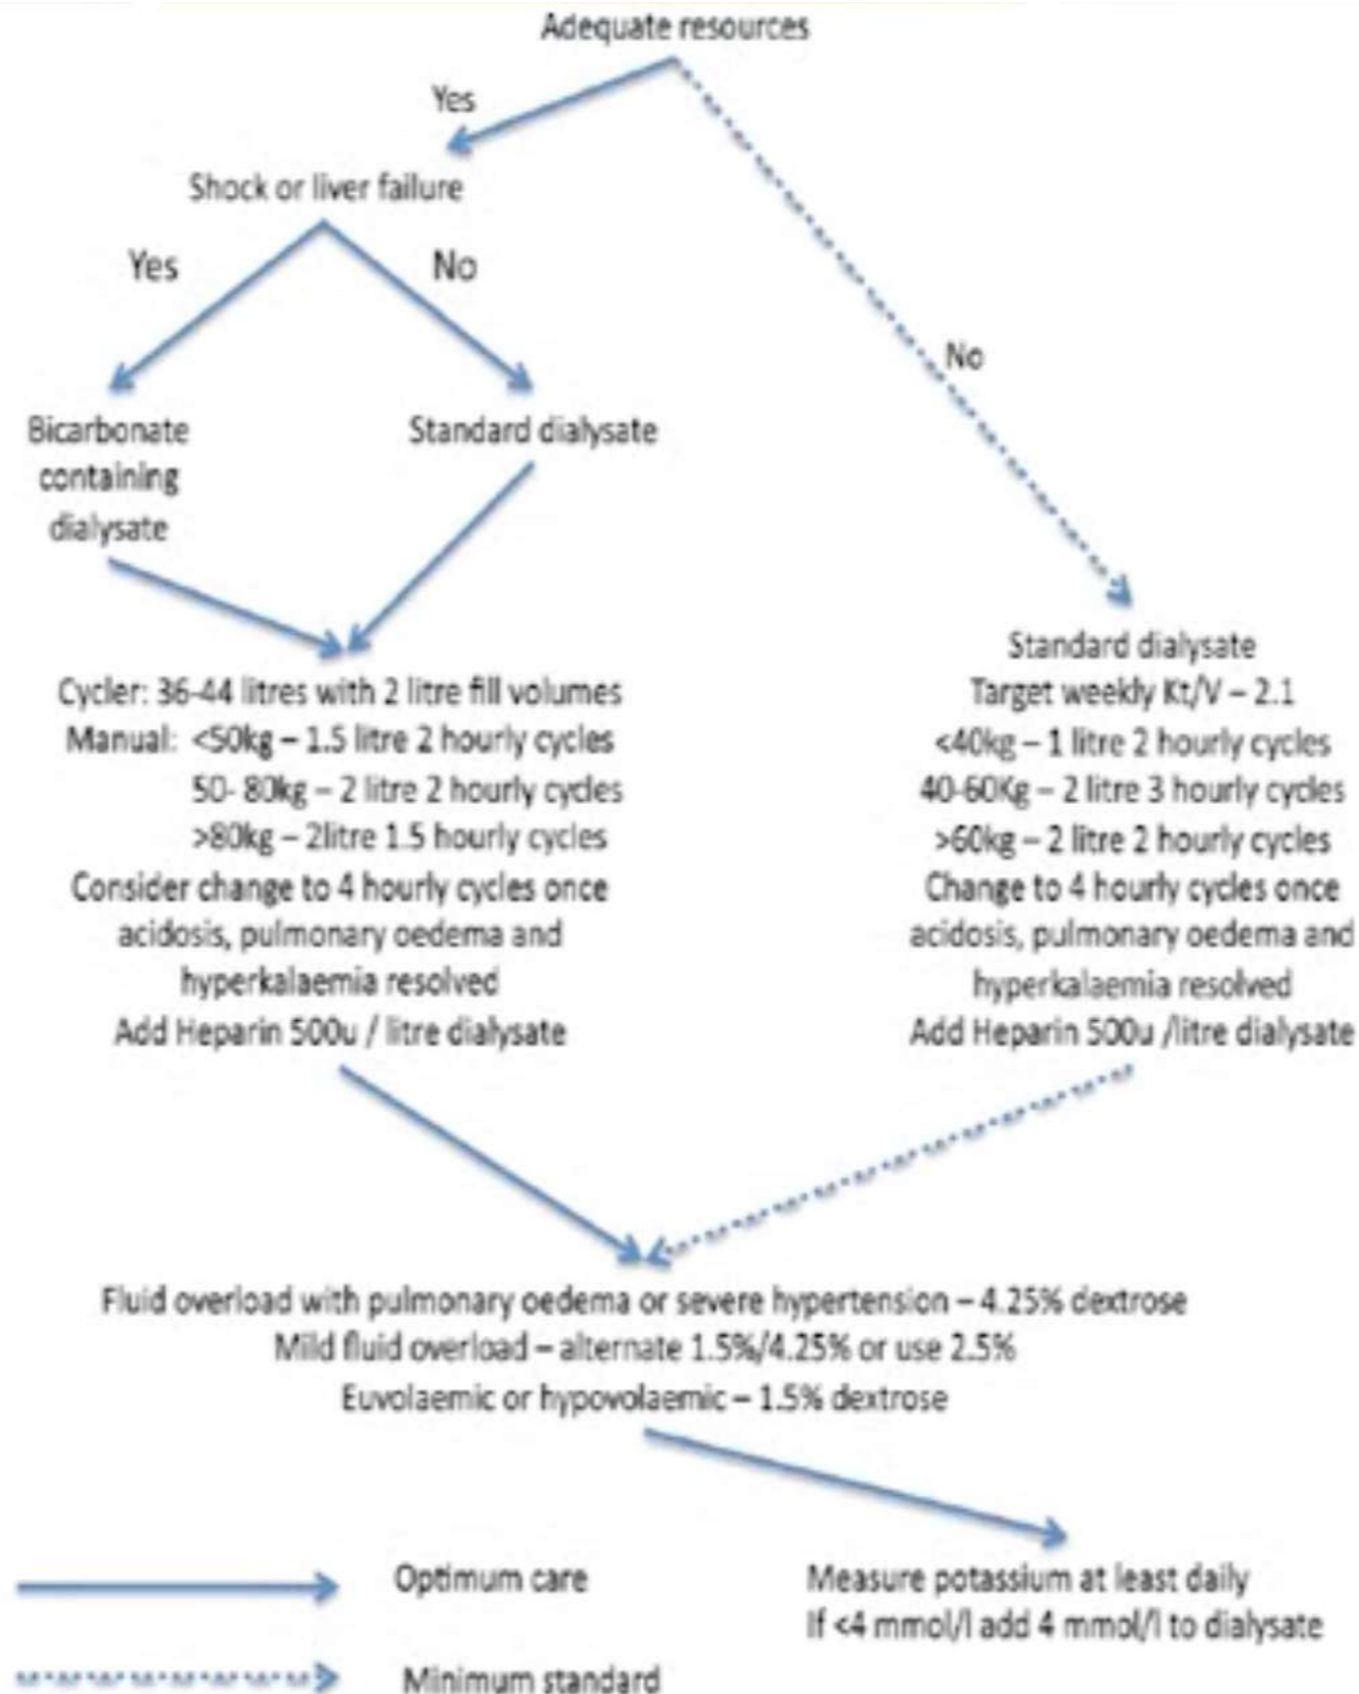 Adequate resources
Yes
Shock or liver failure
Yes
No
No
Bicarbonate
containing
dialysate
Standard dialysate
Cycler: 36-44 litres with 2 litre fill volumes
Manual: <50kg – 1.5 litre 2 hourly cycles
50- 80kg – 2 litre 2 hourly cycles
>80kg – 2litre 1.5 hourly cycles
Consider change to 4 hourly cycles once
acidosis, pulmonary oedema and
hyperkalaemia resolved
Add Heparin 500u / litre dialysate
Standard dialysate
Target weekly Kt/V – 2.1
<40kg – 1 litre 2 hourly cycles
40-60Kg – 2 litre 3 hourly cycles
>60kg – 2 litre 2 hourly cycles
Change to 4 hourly cycles once
acidosis, pulmonary oedema and
hyperkalaemia resolved
Add Heparin 500u /litre dialysate
Fluid overload with pulmonary oedema or severe hypertension – 4.25% dextrose
Mild fluid overload – alternate 1.5%/4.25% or use 2.5%
Euvolaemic or hypovolaemic – 1.5% dextrose
Optimum care
Minimum standard
Measure potassium at least daily
If <4 mmol/l add 4 mmol/l to dialysate